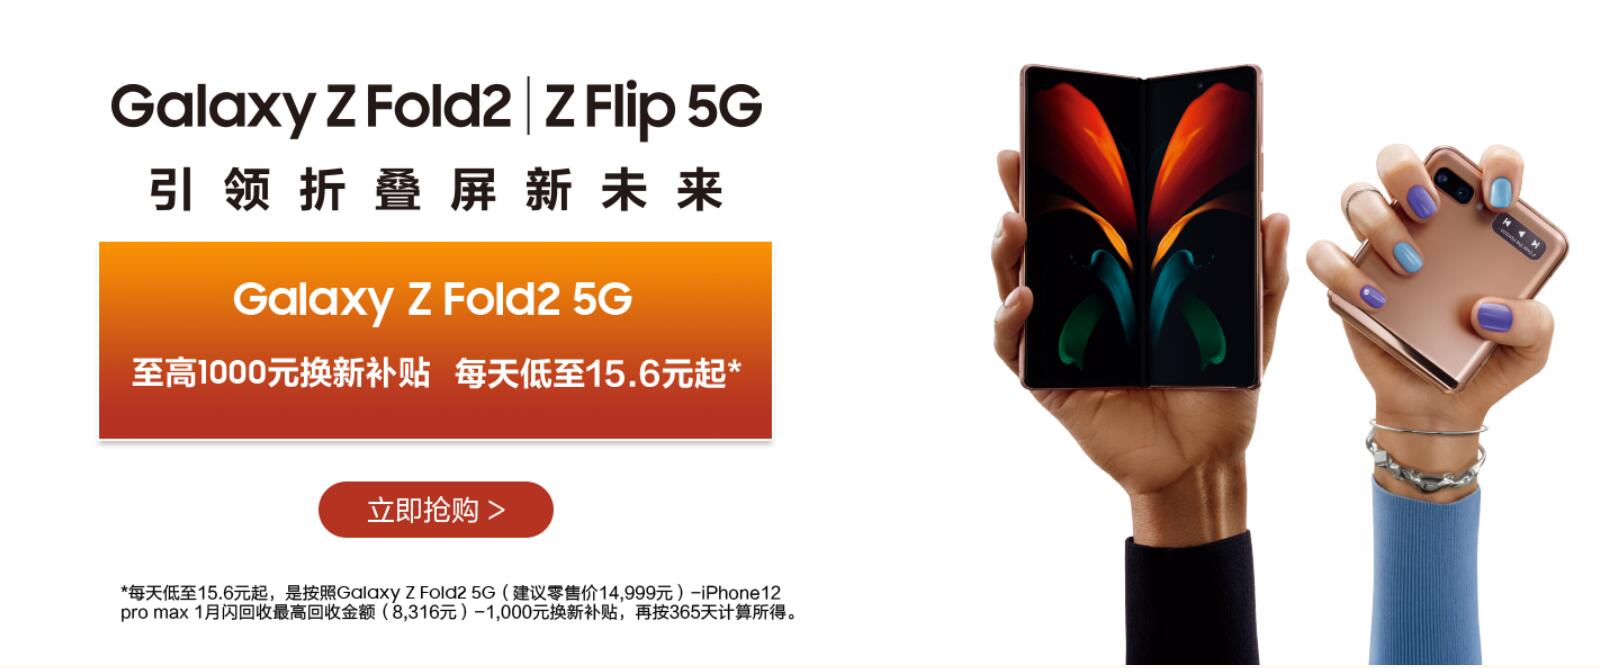 Galaxy Z Fold2 | Z Flip 5G
引领折叠屏新未来
Galaxy Z Fold2 5G
至高1000元换新补贴 每天低至15.6元起*
立即抢购 >
*每天低至15.6元起，是按照Galaxy Z Fold2 5G（建议零售价14,999元）-iPhone12
pro max 1月闪回收最高回收金额（8,316元）-1,000元换新补贴，再按365天计算所得。